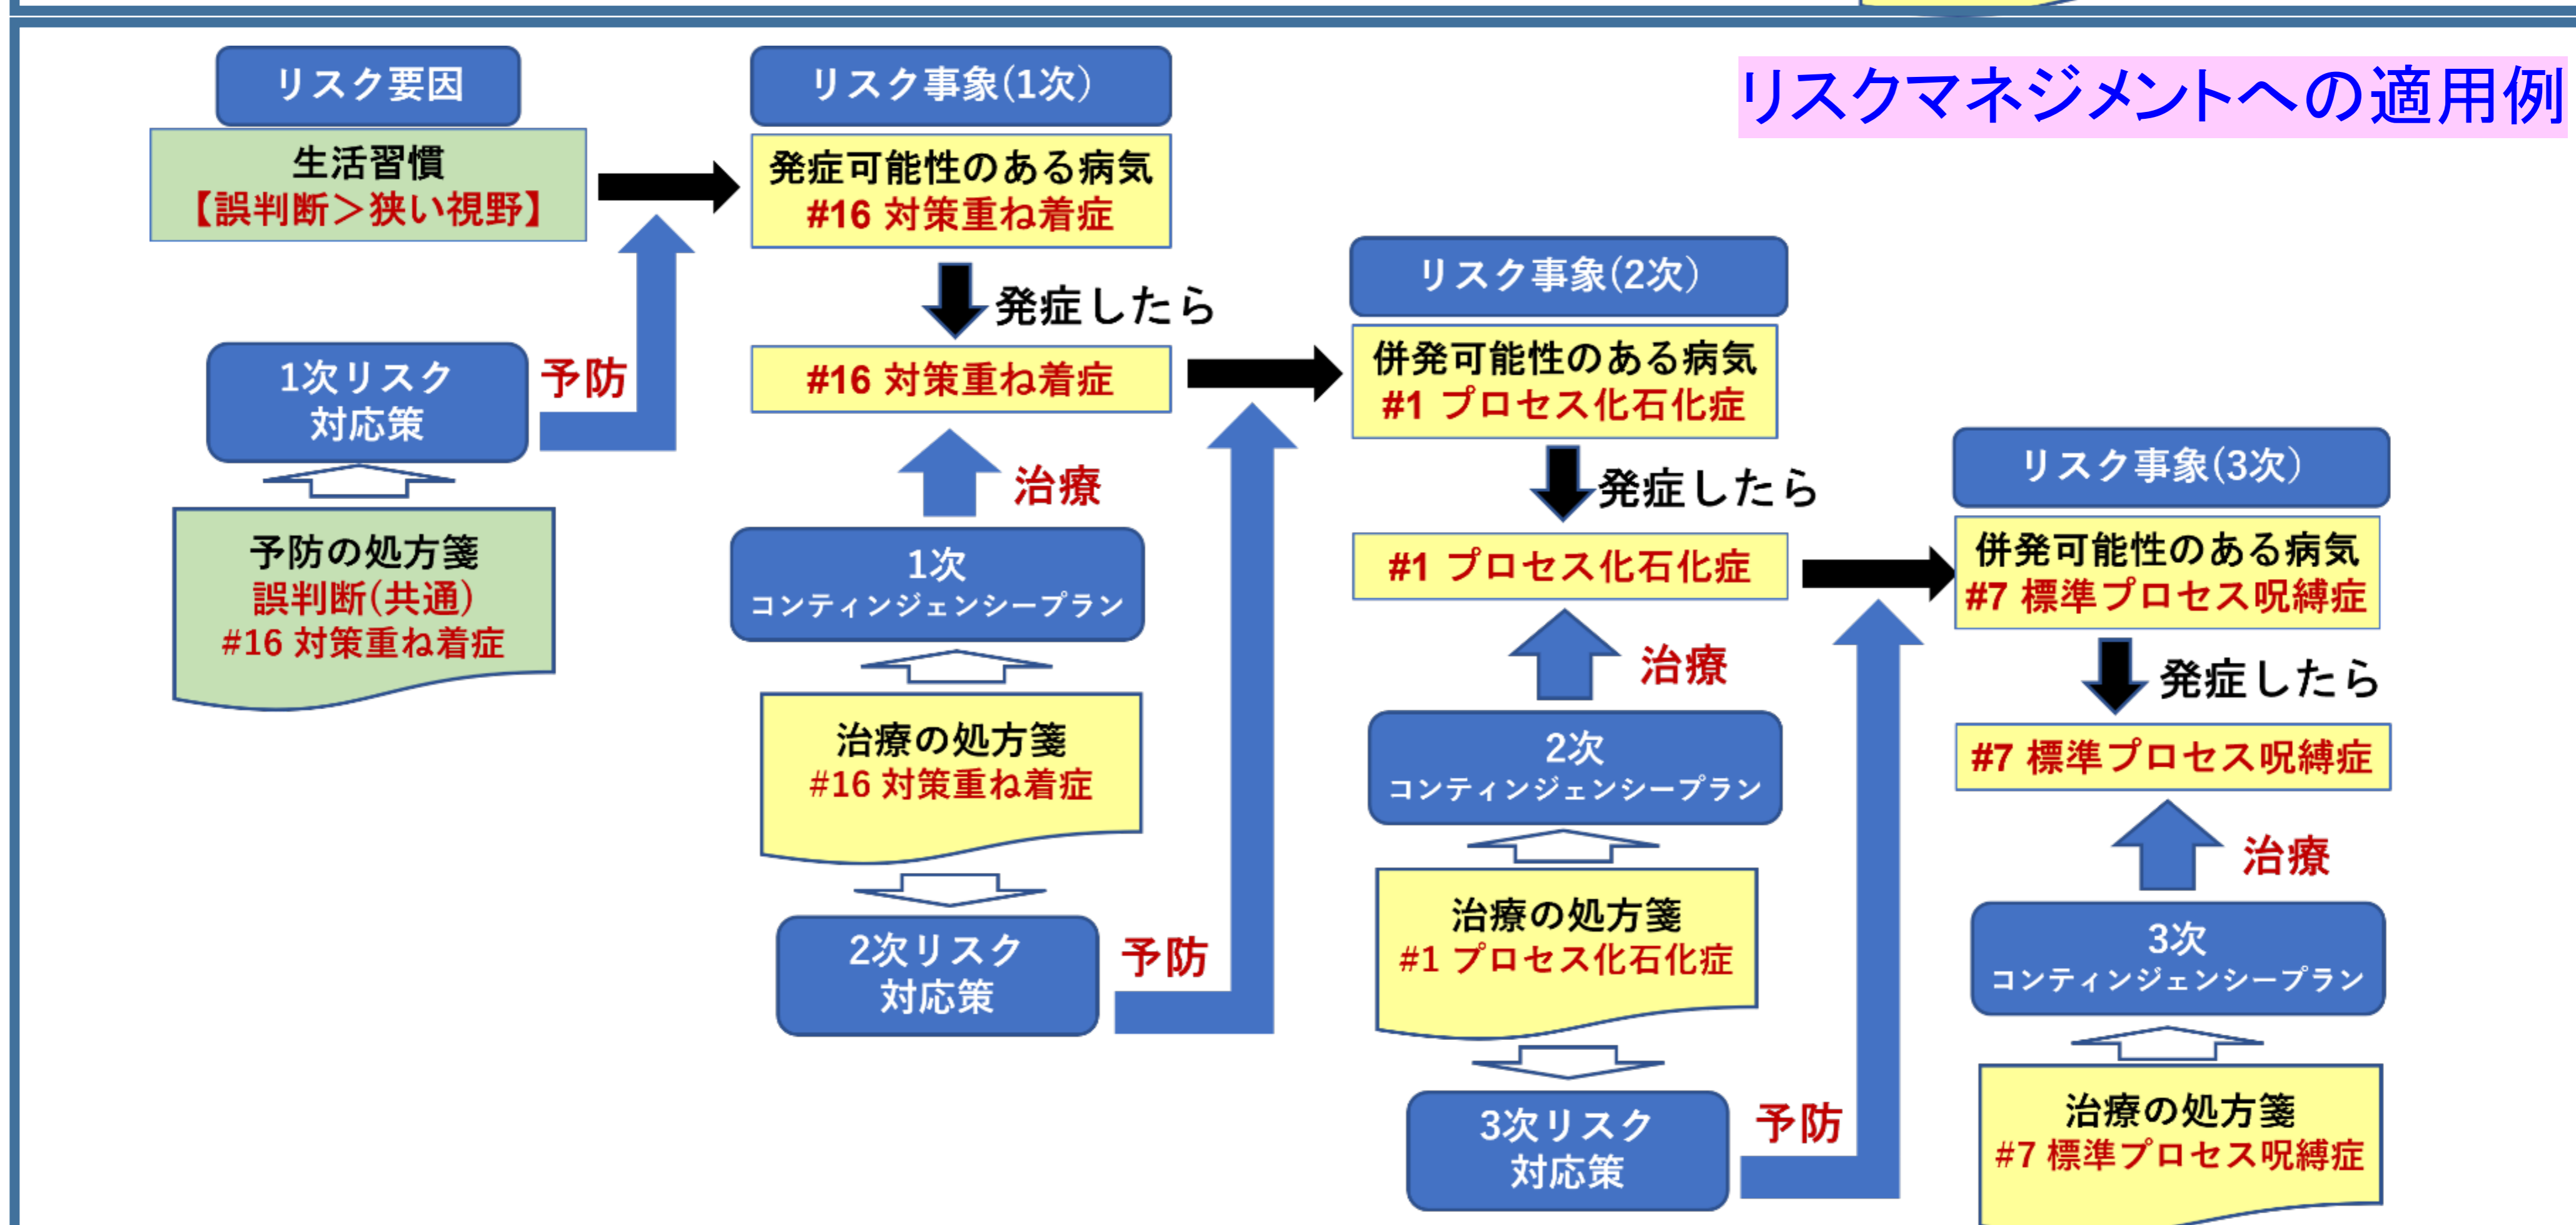 リスクマネジメントへの適用例
リスク要因
生活習慣
【誤判断＞狭い視野】
1次リスク
対応策
予防
予防の処方箋
誤判断(共通)
#16 対策重ね着症
リスク事象(1次)
発症可能性のある病気
#16 対策重ね着症
発症したら
#16 対策重ね着症
治療
1次
コンティンジェンシープラン
治療の処方箋
#16 対策重ね着症
2次リスク
対応策
予防
リスク事象(2次)
併発可能性のある病気
#1 プロセス化石化症
発症したら
#1 プロセス化石化症
治療
2次
コンティンジェンシープラン
治療の処方箋
#1 プロセス化石化症
3次リスク
対応策
予防
リスク事象(3次)
併発可能性のある病気
#7 標準プロセス呪縛症
発症したら
#7 標準プロセス呪縛症
治療
3次
コンティンジェンシープラン
治療の処方箋
#7 標準プロセス呪縛症